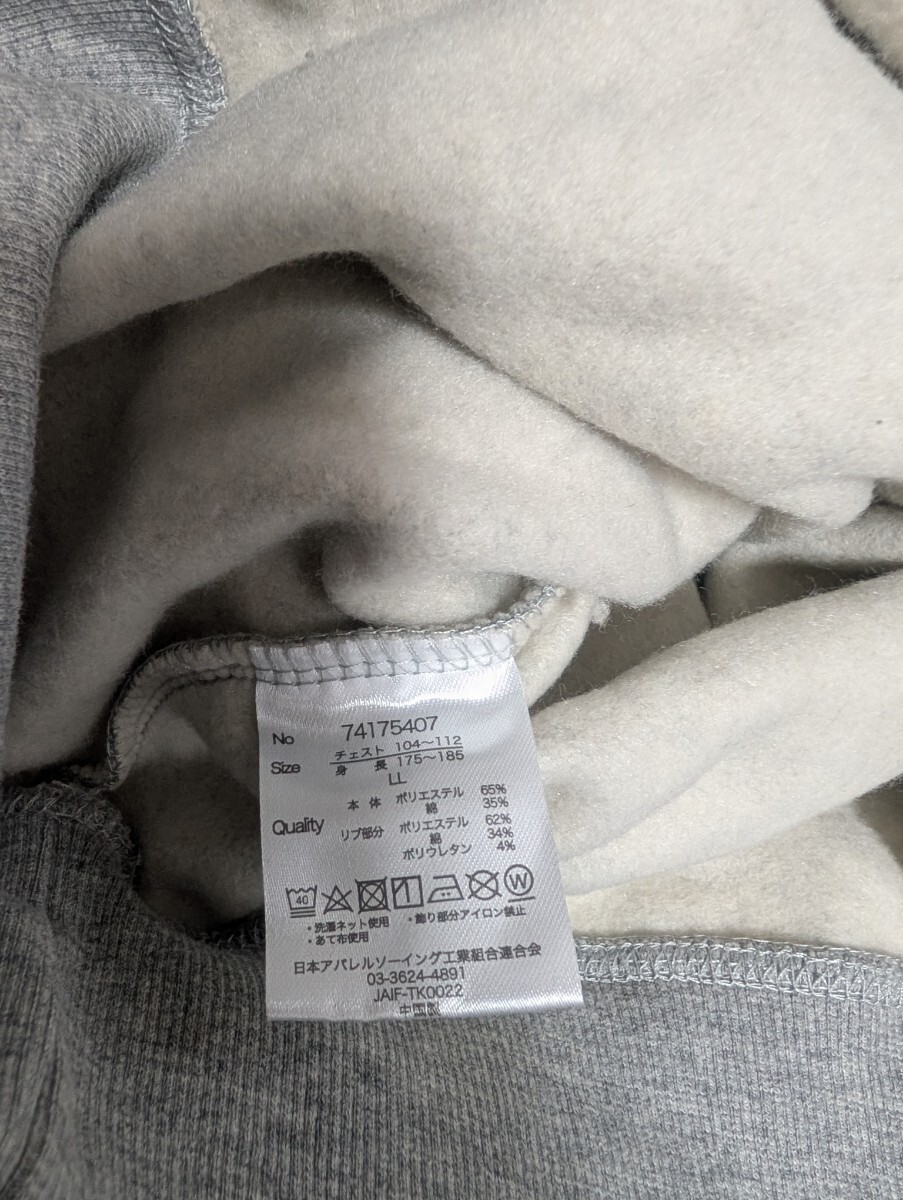 No 74175407
Size チェスト 104～112
身長 175～185
LL
Quality 本体 ポリエステル 65%
綿 35%
リブ部分 ポリエステル 62%
綿 34%
ポリウレタン 4%
40 W
・洗濯ネット使用 ・飾り部分アイロン禁止
・あて布使用
日本アパレルソーイング工業組合連合会
03-3624-4891
JAIF-TK0022
中国製